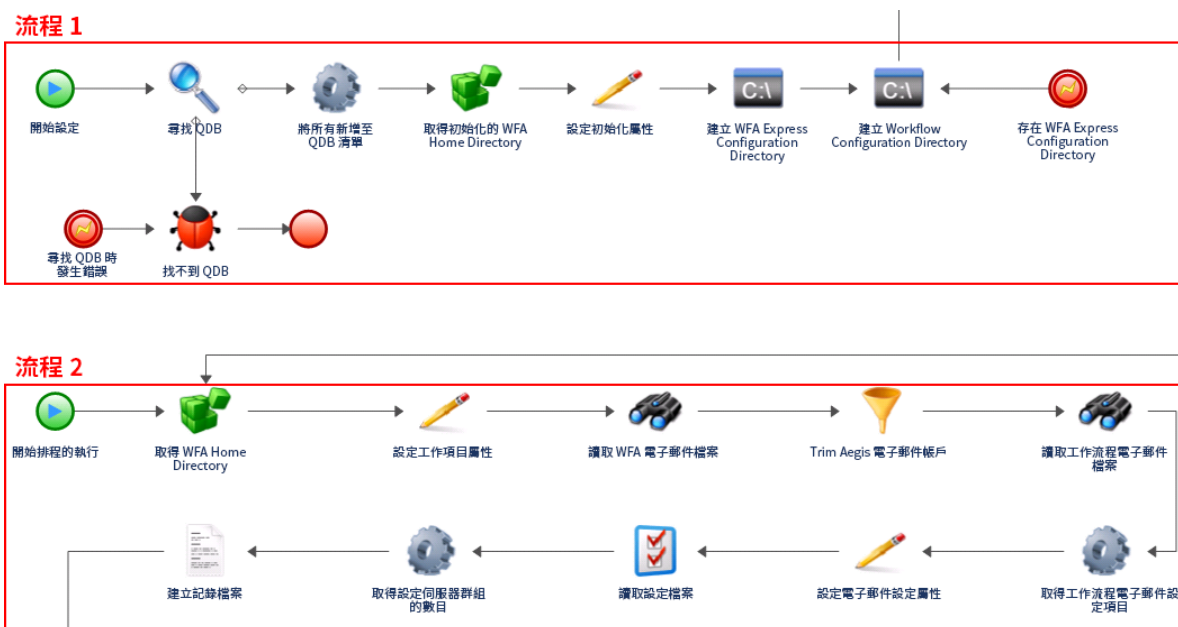 流程 1
C:\
C:\
開始設定
尋找 QDB
將所有新增至
QDB 清單
取得初始化的 WFA
Home Directory
設定初始化屬性
建立 WFA Express
Configuration
Directory
建立 Workflow
Configuration Directory
存在 WFA Express
Configuration
Directory
尋找 QDB 時
發生錯誤
找不到 QDB
流程 2
開始排程的執行
取得 WFA Home
Directory
設定工作項目屬性
讀取 WFA 電子郵件檔案
Trim Aegis 電子郵件帳戶
讀取工作流程電子郵件
檔案
建立記錄檔案
取得設定伺服器群組
的數目
讀取設定檔案
設定電子郵件設定屬性
取得工作流程電子郵件設
定項目